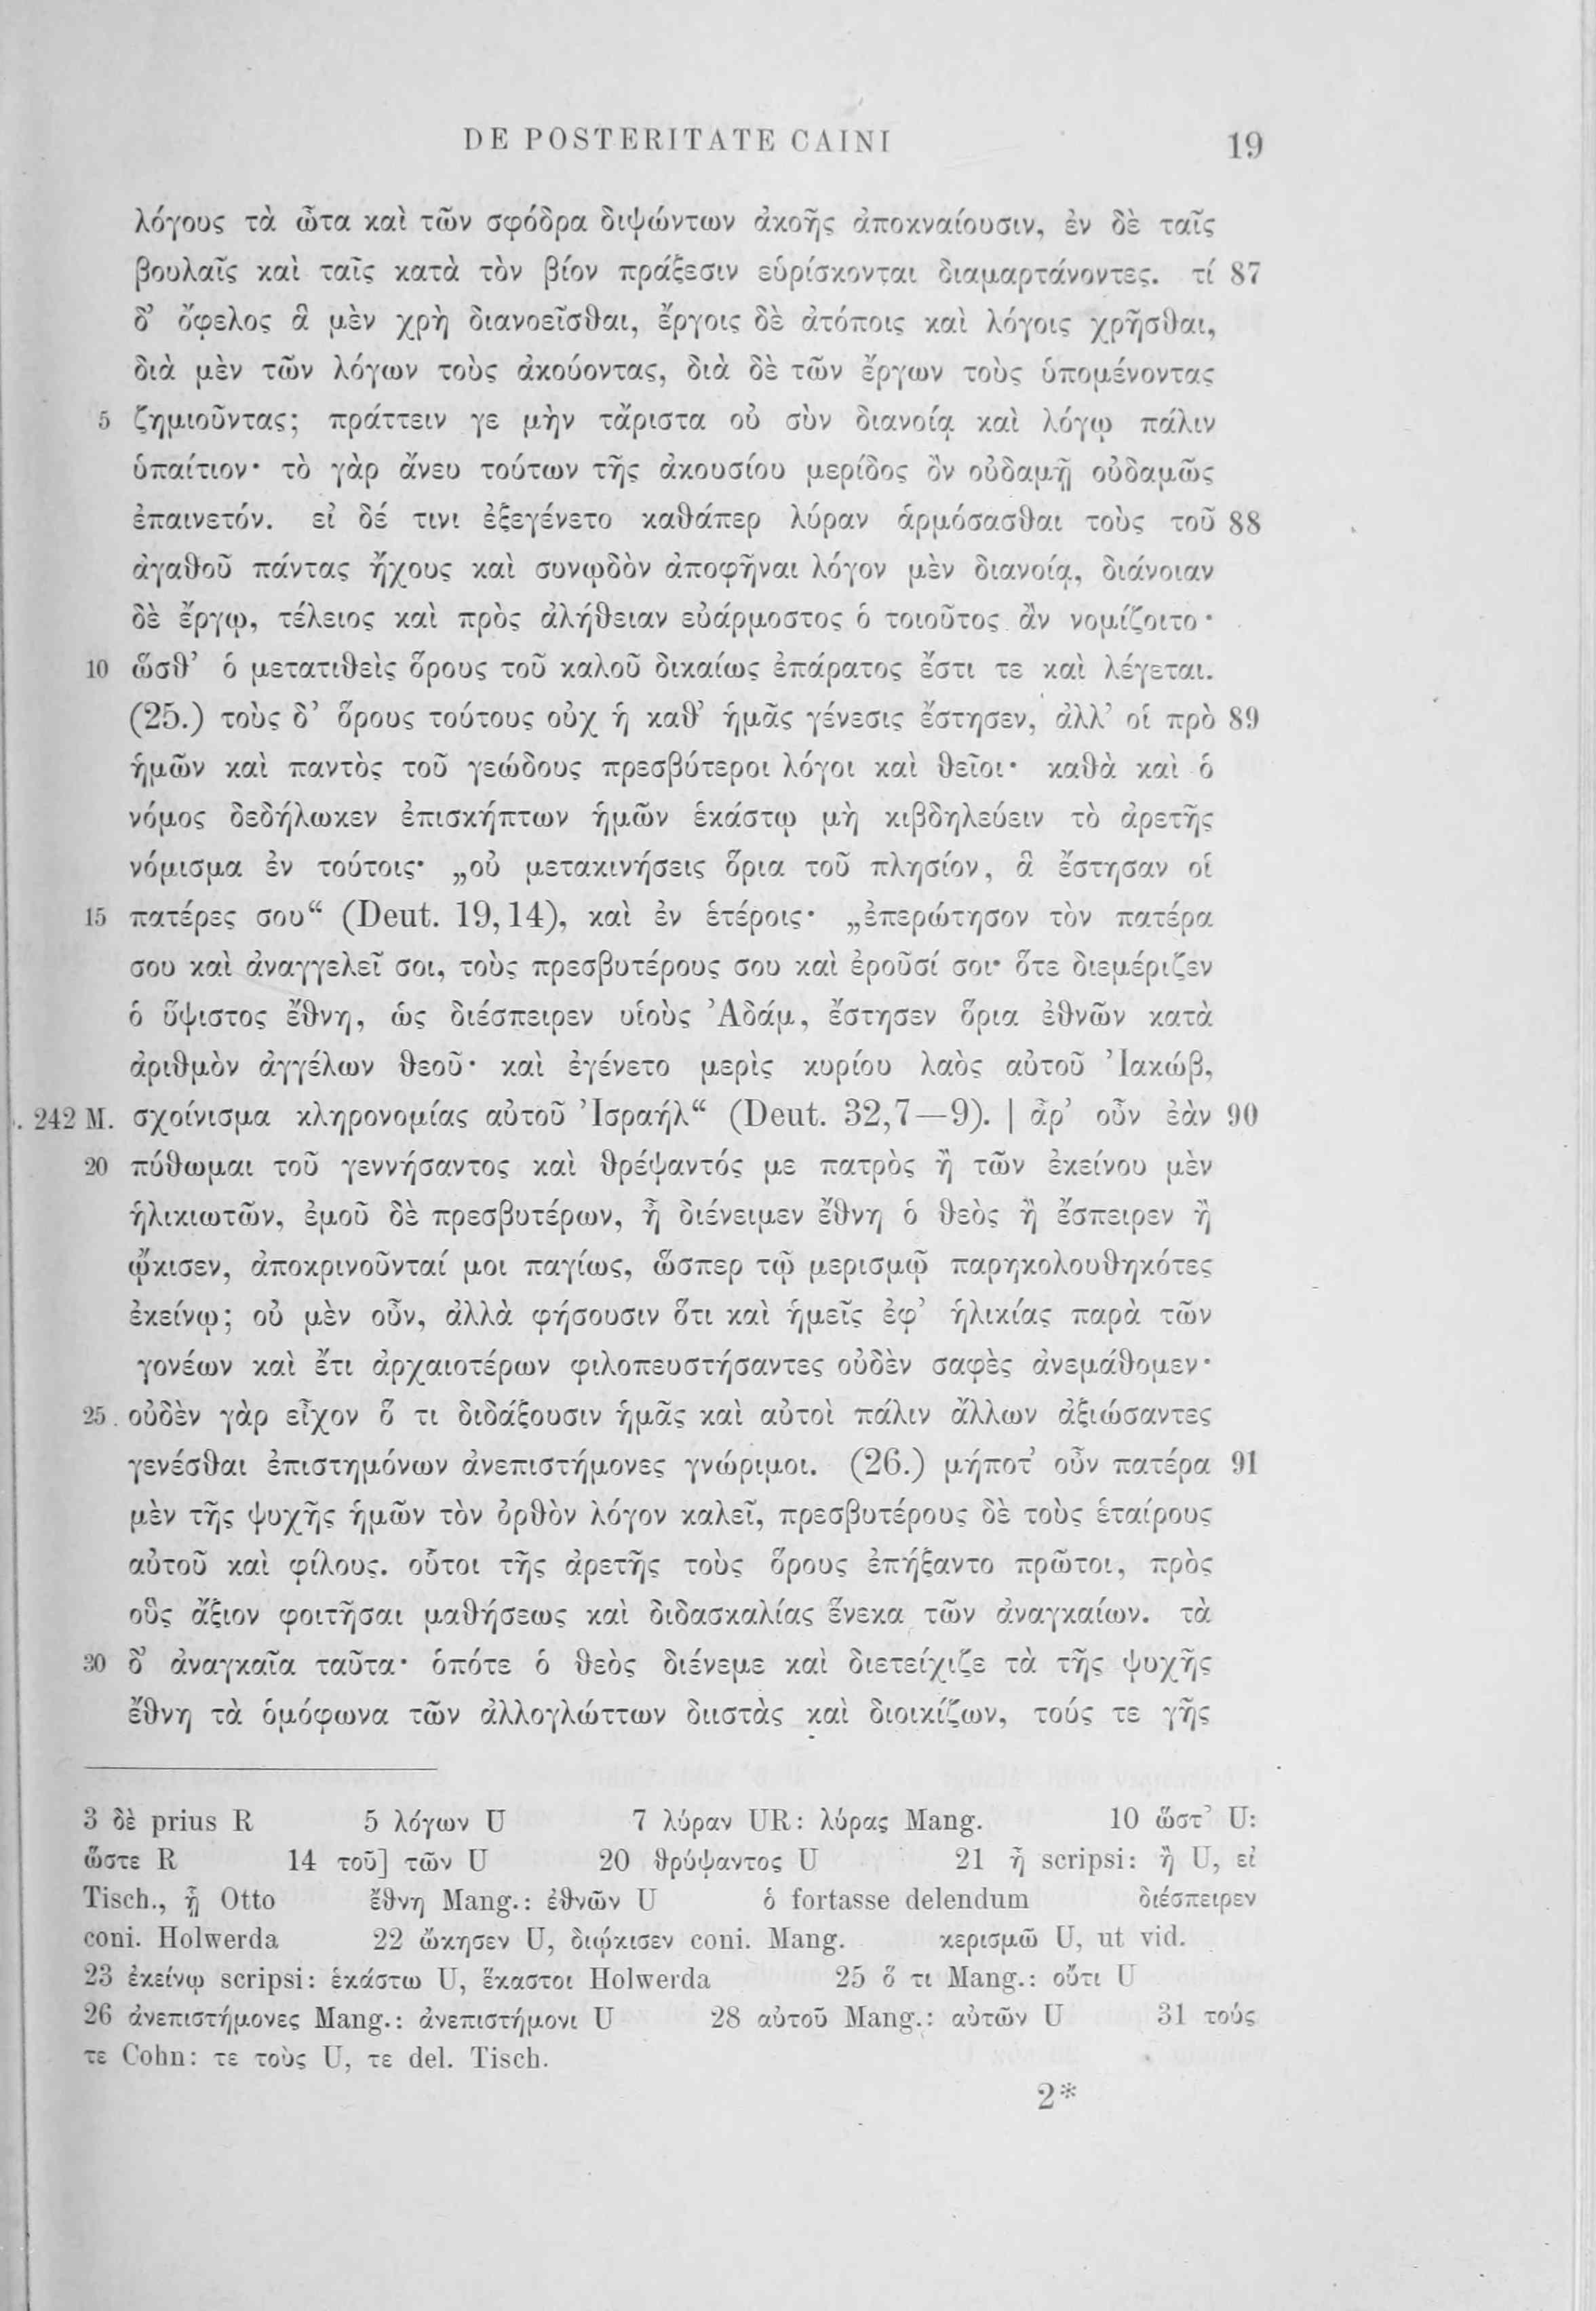 DE POSTERITATE CAINI 19
λόγους τὰ ὦτα καὶ τῶν σφόδρα διψώντων ἀκοῆς ἀποκναίουσιν, ἐν δὲ ταῖς
βουλαῖς καὶ ταῖς κατὰ τὸν βίον πράξεσιν εὑρίσκονται διαμαρτάνοντες. τί 87
δ’ ὄφελος ἃ μὲν χρὴ διανοεῖσθαι, ἔργοις δὲ ἀτόποις καὶ λόγοις χρῆσθαι,
διὰ μὲν τῶν λόγων τοὺς ἀκούοντας, διὰ δὲ τῶν ἔργων τοὺς ὑπομένοντας
5 ζημιοῦντας; πράττειν γε μὴν τἄριστα οὐ σὺν διανοίᾳ καὶ λόγῳ πάλιν
ὑπαίτιον· τὸ γὰρ ἄνευ τούτων τῆς ἀκουσίου μερίδος ὂν οὐδαμῇ οὐδαμῶς
ἐπαινετόν. εἰ δέ τινι ἐξεγένετο καθάπερ λύραν ἁρμόσασθαι τοὺς τοῦ 88
ἀγαθοῦ πάντας ἤχους καὶ συνῳδὸν ἀποφῆναι λόγον μὲν διανοίᾳ, διάνοιαν
δὲ ἔργῳ, τέλειος καὶ πρὸς ἀλήθειαν εὐάρμοστος ὁ τοιοῦτος ἂν νομίζοιτο·
10 ὥσθ’ ὁ μετατιθεὶς ὅρους τοῦ καλοῦ δικαίως ἐπάρατος ἔστι τε καὶ λέγεται.
(25.) τοὺς δ’ ὅρους τούτους οὐχ ἡ καθ’ ἡμᾶς γένεσις ἔστησεν, ἀλλ’ οἱ πρὸ 89
ἡμῶν καὶ παντὸς τοῦ γεώδους πρεσβύτεροι λόγοι καὶ θεῖοι· καθὰ καὶ ὁ
νόμος δεδήλωκεν ἐπισκήπτων ἡμῶν ἑκάστῳ μὴ κιβδηλεύειν τὸ ἀρετῆς
νόμισμα ἐν τούτοις· „οὐ μετακινήσεις ὅρια τοῦ πλησίον, ἃ ἔστησαν οἱ
15 πατέρες σου“ (Deut. 19,14), καὶ ἐν ἑτέροις· „ἐπερώτησον τὸν πατέρα
σου καὶ ἀναγγελεῖ σοι, τοὺς πρεσβυτέρους σου καὶ ἐροῦσί σοι· ὅτε διεμέριζεν
ὁ ὕψιστος ἔθνη, ὡς διέσπειρεν υἱοὺς Ἀδάμ, ἔστησεν ὅρια ἐθνῶν κατὰ
ἀριθμὸν ἀγγέλων θεοῦ· καὶ ἐγένετο μερὶς κυρίου λαὸς αὐτοῦ Ἰακώβ,
. 242 M. σχοίνισμα κληρονομίας αὐτοῦ Ἰσραήλ“ (Deut. 32,7—9). | ἆρ’ οὖν ἐὰν 90
20 πύθωμαι τοῦ γεννήσαντος καὶ θρέψαντός με πατρὸς ἢ τῶν ἐκείνου μὲν
ἡλικιωτῶν, ἐμοῦ δὲ πρεσβυτέρων, ἦ διένειμεν ἔθνη ὁ θεὸς ἢ ἔσπειρεν ἢ
ᾤκισεν, ἀποκρινοῦνταί μοι παγίως, ὥσπερ τῷ μερισμῷ παρηκολουθηκότες
ἐκείνῳ; οὐ μὲν οὖν, ἀλλὰ φήσουσιν ὅτι καὶ ἡμεῖς ἐφ’ ἡλικίας παρὰ τῶν
γονέων καὶ ἔτι ἀρχαιοτέρων φιλοπευστήσαντες οὐδὲν σαφὲς ἀνεμάθομεν·
25 οὐδὲν γὰρ εἶχον ὅ τι διδάξουσιν ἡμᾶς καὶ αὐτοὶ πάλιν ἄλλων ἀξιώσαντες
γενέσθαι ἐπιστημόνων ἀνεπιστήμονες γνώριμοι. (26.) μήποτ’ οὖν πατέρα 91
μὲν τῆς ψυχῆς ἡμῶν τὸν ὀρθὸν λόγον καλεῖ, πρεσβυτέρους δὲ τοὺς ἑταίρους
αὐτοῦ καὶ φίλους. οὗτοι τῆς ἀρετῆς τοὺς ὅρους ἐπήξαντο πρῶτοι, πρὸς
οὓς ἄξιον φοιτῆσαι μαθήσεως καὶ διδασκαλίας ἕνεκα τῶν ἀναγκαίων. τὰ
30 δ’ ἀναγκαῖα ταῦτα· ὁπότε ὁ θεὸς διένεμε καὶ διετείχιζε τὰ τῆς ψυχῆς
ἔθνη τὰ ὁμόφωνα τῶν ἀλλογλώττων διιστὰς καὶ διοικίζων, τούς τε γῆς
3 δὲ prius R 5 λόγων U 7 λύραν UR: λύρας Mang. 10 ὥστ’ U:
ὥστε R 14 τοῦ] τῶν U 20 θρύψαντος U 21 ἦ scripsi: ἢ U, εἰ
Tisch., ᾗ Otto ἔθνη Mang.: ἐθνῶν U ὁ fortasse delendum διέσπειρεν
coni. Holwerda 22 ᾤκησεν U, διῴκισεν coni. Mang. κερισμῶ U, ut vid.
23 ἐκείνῳ scripsi: ἑκάστω U, ἕκαστοι Holwerda 25 ὅ τι Mang.: οὔτι U
26 ἀνεπιστήμονες Mang.: ἀνεπιστήμονι U 28 αὐτοῦ Mang.: αὐτῶν U 31 τούς
τε Cohn: τε τοὺς U, τε del. Tisch.
2*